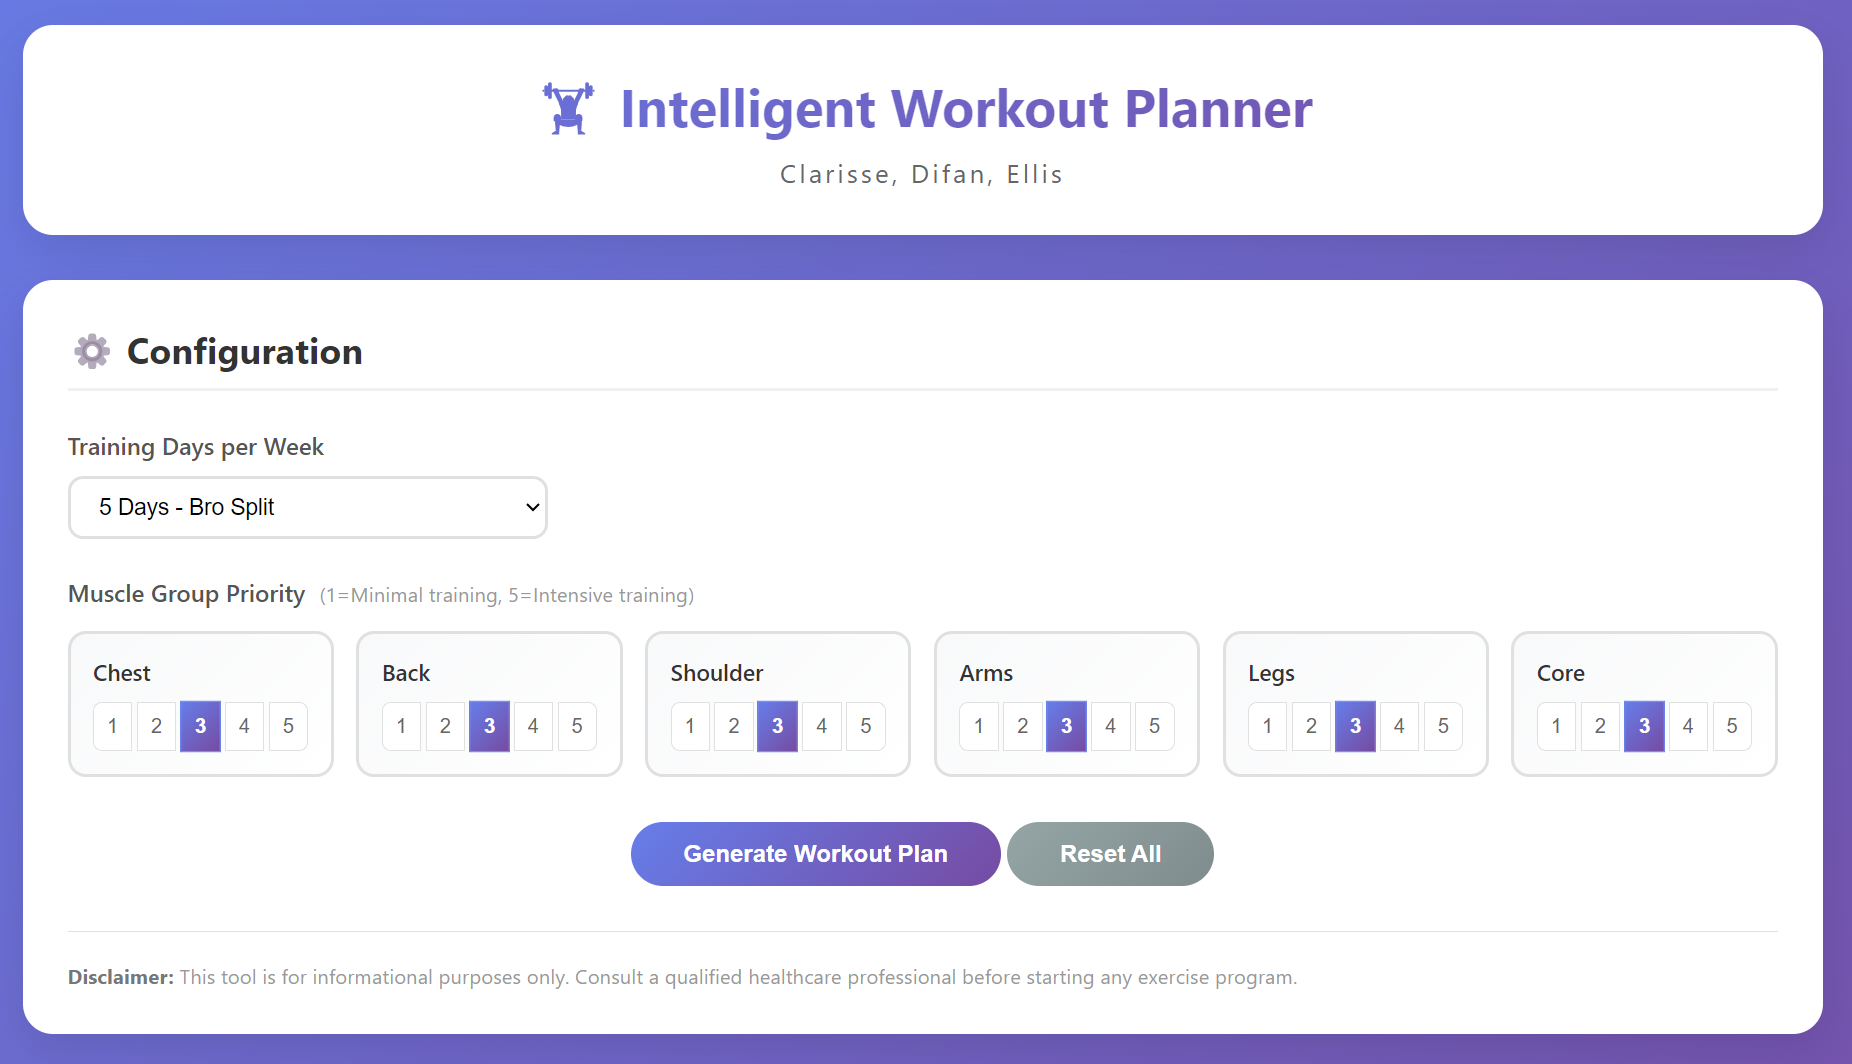 Intelligent Workout Planner
Clarisse, Difan, Ellis
Configuration
Training Days per Week
5 Days - Bro Split
Muscle Group Priority (1=Minimal training, 5=Intensive training)
Chest
1 2 3 4 5
Back
1 2 3 4 5
Shoulder
1 2 3 4 5
Arms
1 2 3 4 5
Legs
1 2 3 4 5
Core
1 2 3 4 5
Generate Workout Plan
Reset All
Disclaimer: This tool is for informational purposes only. Consult a qualified healthcare professional before starting any exercise program.